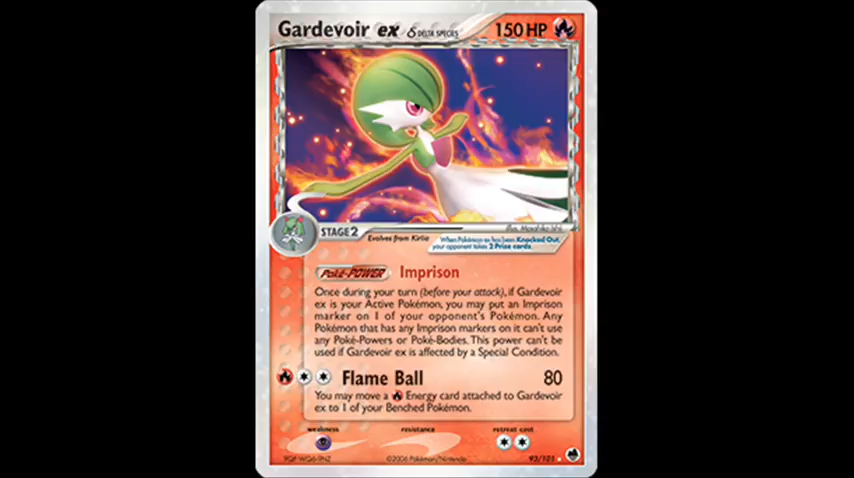 Gardevoir ex δ DELTA SPECIES 150 HP
Illus. Masahiko Ishii
STAGE 2
Evolves from Kirlia
When Pokémon-ex has been Knocked Out,
your opponent takes 2 Prize cards.
Poké-POWER Imprison
Once during your turn (before your attack), if Gardevoir
ex is your Active Pokémon, you may put an Imprison
marker on 1 of your opponent's Pokémon. Any
Pokémon that has any Imprison markers on it can't use
any Poké-Powers or Poké-Bodies. This power can't be
used if Gardevoir ex is affected by a Special Condition.
Flame Ball 80
You may move a Energy card attached to Gardevoir
ex to 1 of your Benched Pokémon.
weakness resistance retreat cost
©2006 Pokémon/Nintendo 93/101